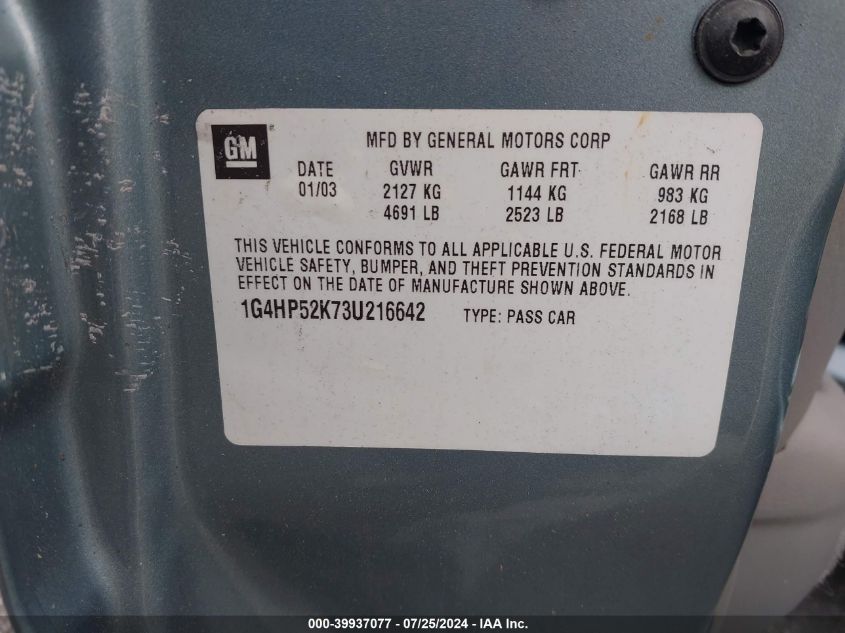 GM
MFD BY GENERAL MOTORS CORP
DATE GVWR GAWR FRT GAWR RR
01/03 2127 KG 1144 KG 983 KG
4691 LB 2523 LB 2168 LB
THIS VEHICLE CONFORMS TO ALL APPLICABLE U.S. FEDERAL MOTOR
VEHICLE SAFETY, BUMPER, AND THEFT PREVENTION STANDARDS IN
EFFECT ON THE DATE OF MANUFACTURE SHOWN ABOVE.
1G4HP52K73U216642 TYPE: PASS CAR
000-39937077 - 07/25/2024 - IAA Inc.